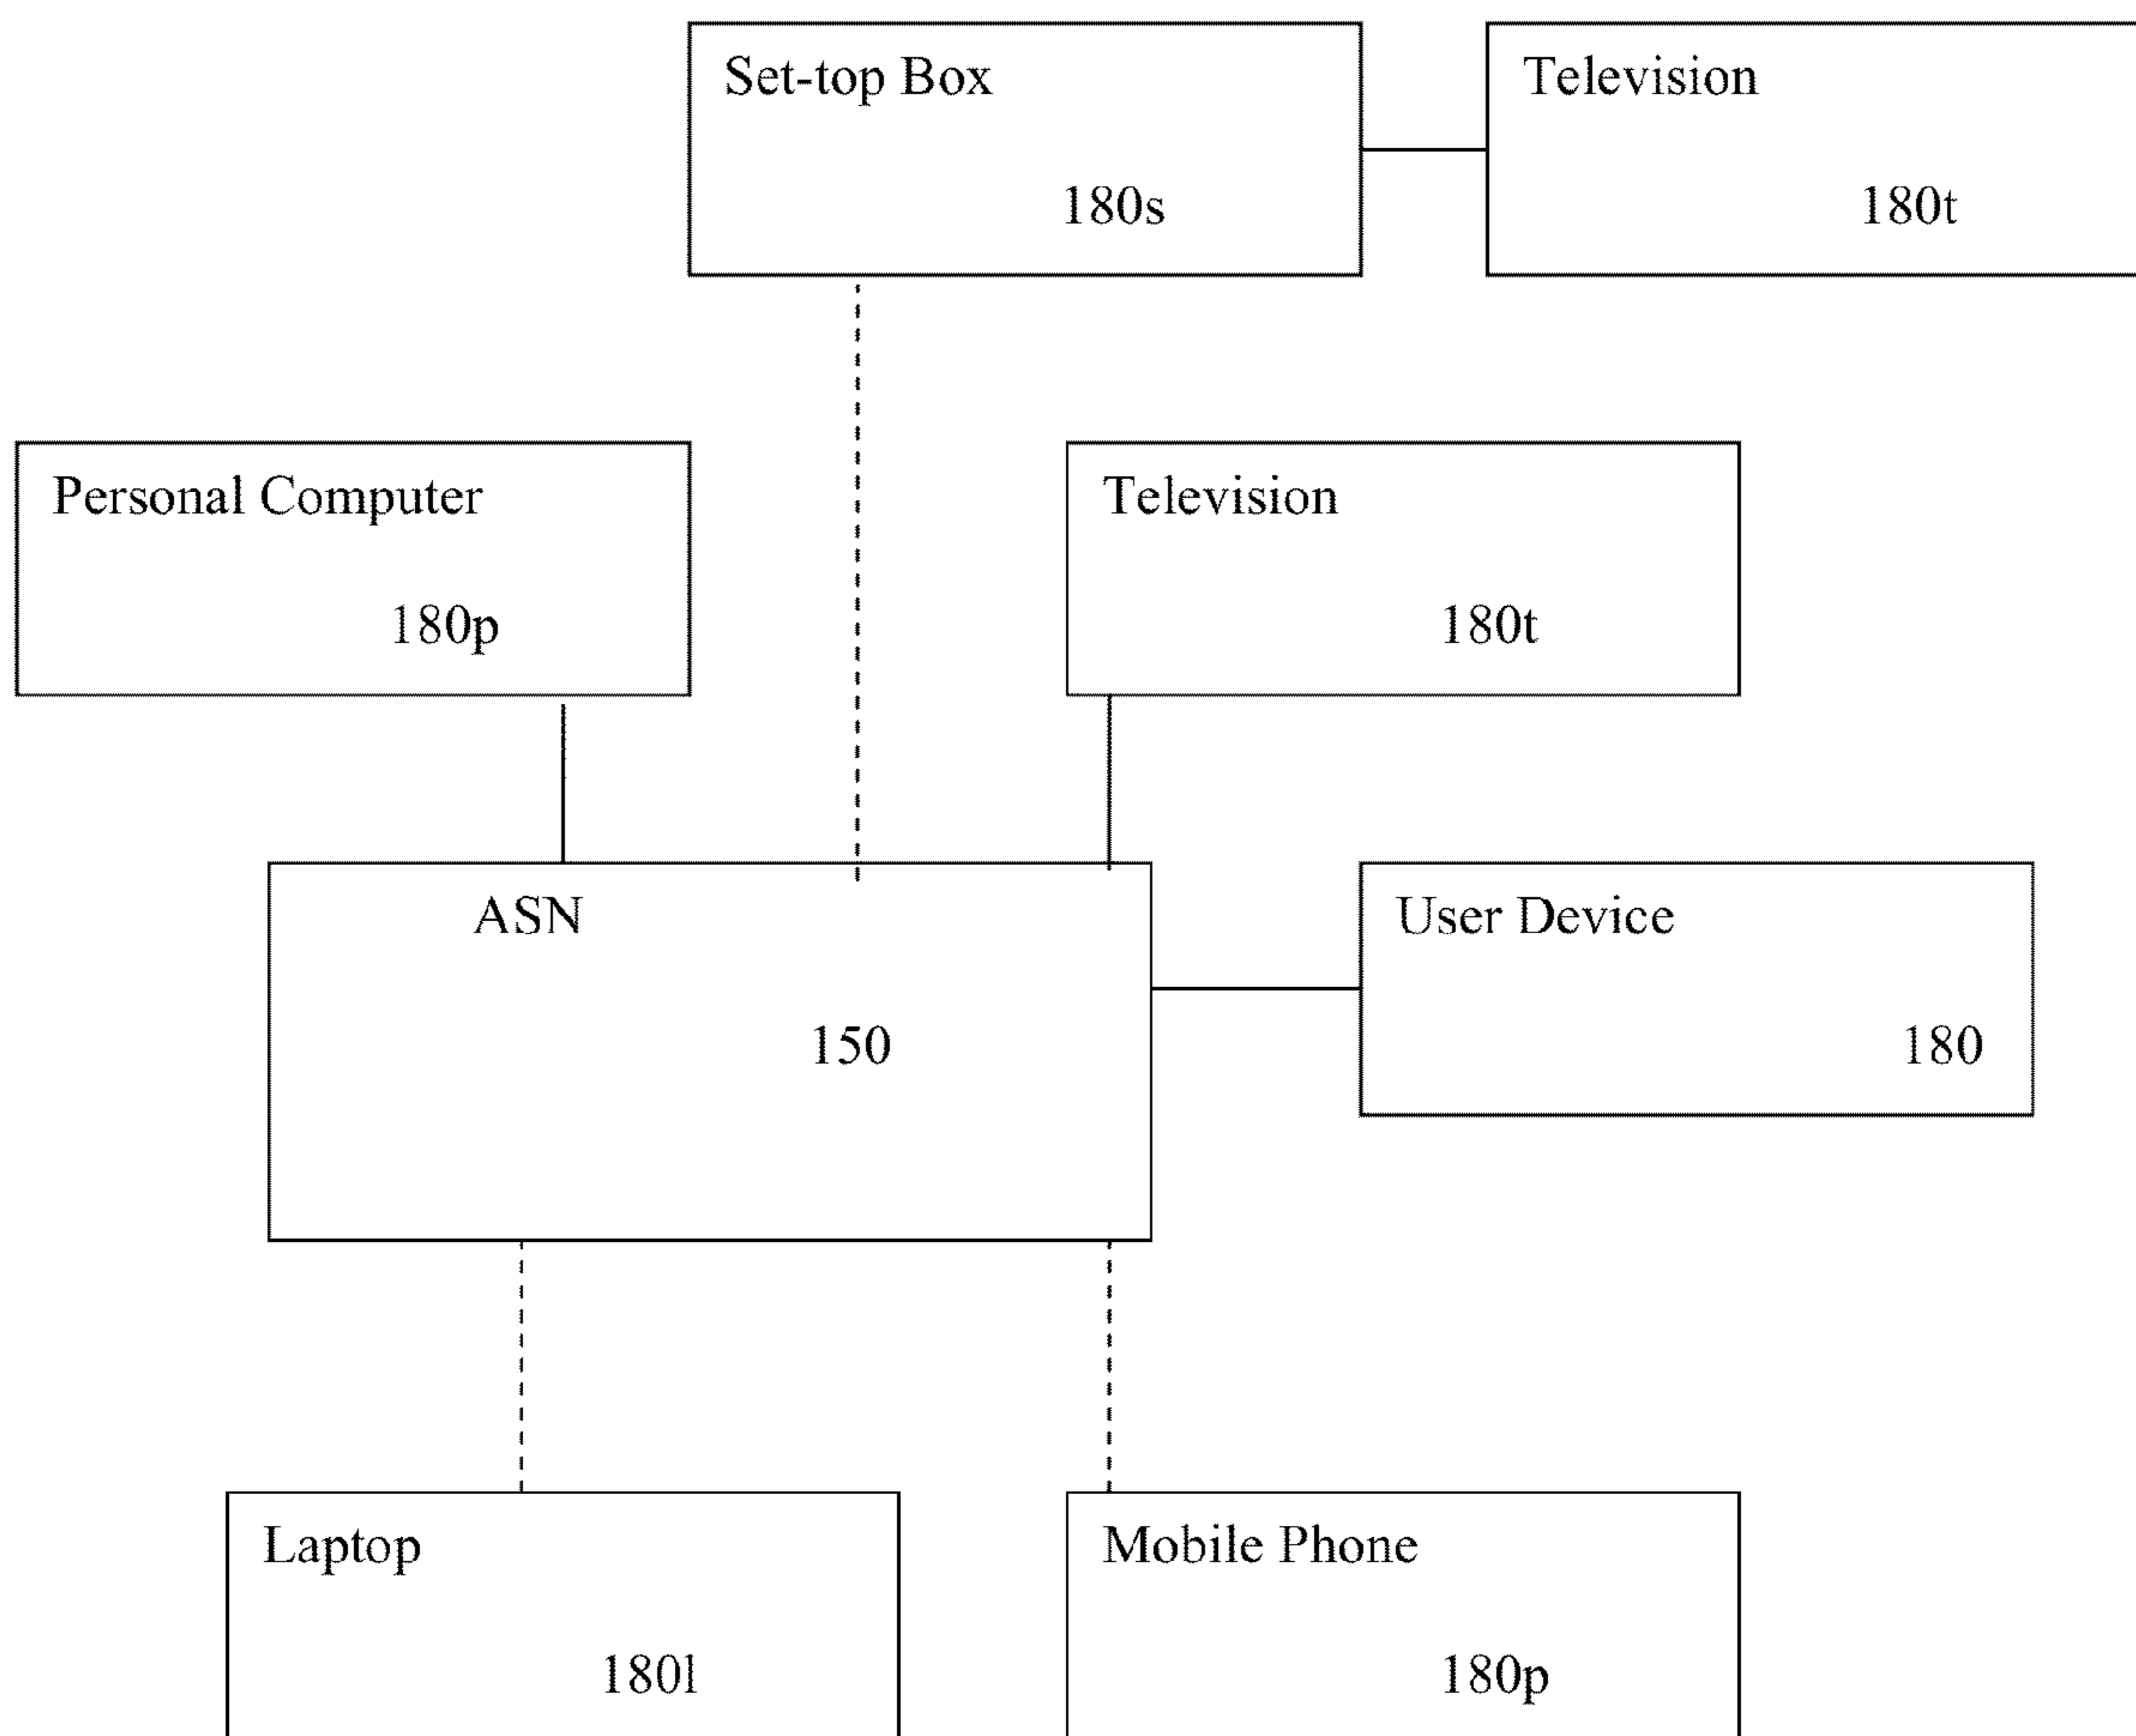 Set-top Box
180s
Television
180t
Personal Computer
180p
Television
180t
ASN
150
User Device
180
Laptop
180l
Mobile Phone
180p